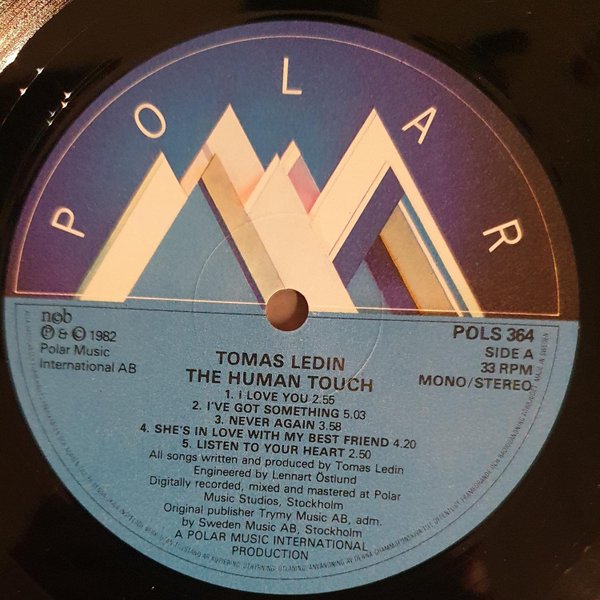 POLAR
n©b
℗ & © 1982
Polar Music
International AB
POLS 364
SIDE A
33 RPM
MONO/STEREO
TOMAS LEDIN
THE HUMAN TOUCH
1. I LOVE YOU 2.55
2. I'VE GOT SOMETHING 5.03
3. NEVER AGAIN 3.58
4. SHE'S IN LOVE WITH MY BEST FRIEND 4.20
5. LISTEN TO YOUR HEART 2.50
All songs written and produced by Tomas Ledin
Engineered by Lennart Östlund
Digitally recorded, mixed and mastered at Polar
Music Studios, Stockholm
Original publisher Trymy Music AB, adm.
by Sweden Music AB, Stockholm
A POLAR MUSIC INTERNATIONAL
PRODUCTION
MADE IN SWEDEN